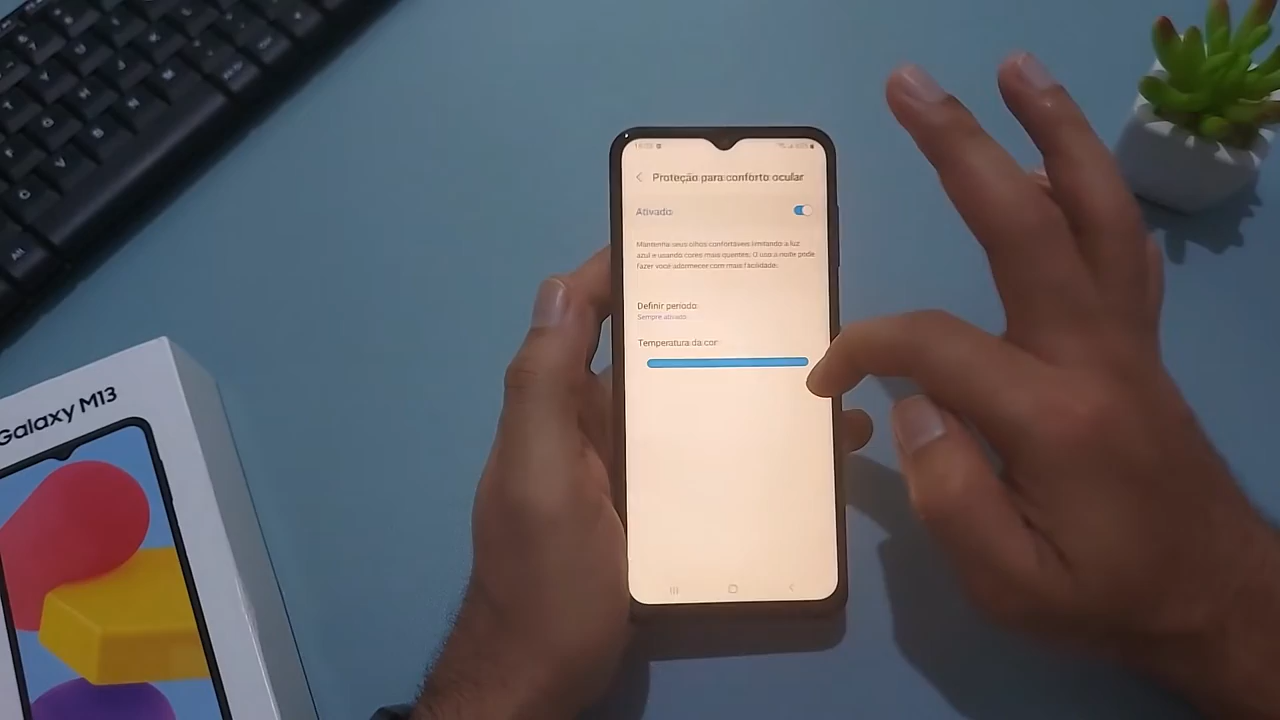 Proteção para conforto ocular
Ativado
Mantenha seus olhos confortáveis limitando a luz
azul e usando cores mais quentes. O uso à noite pode
fazer você adormecer com mais facilidade.
Definir período
Sempre ativado
Temperatura da cor
Galaxy M13
Alt